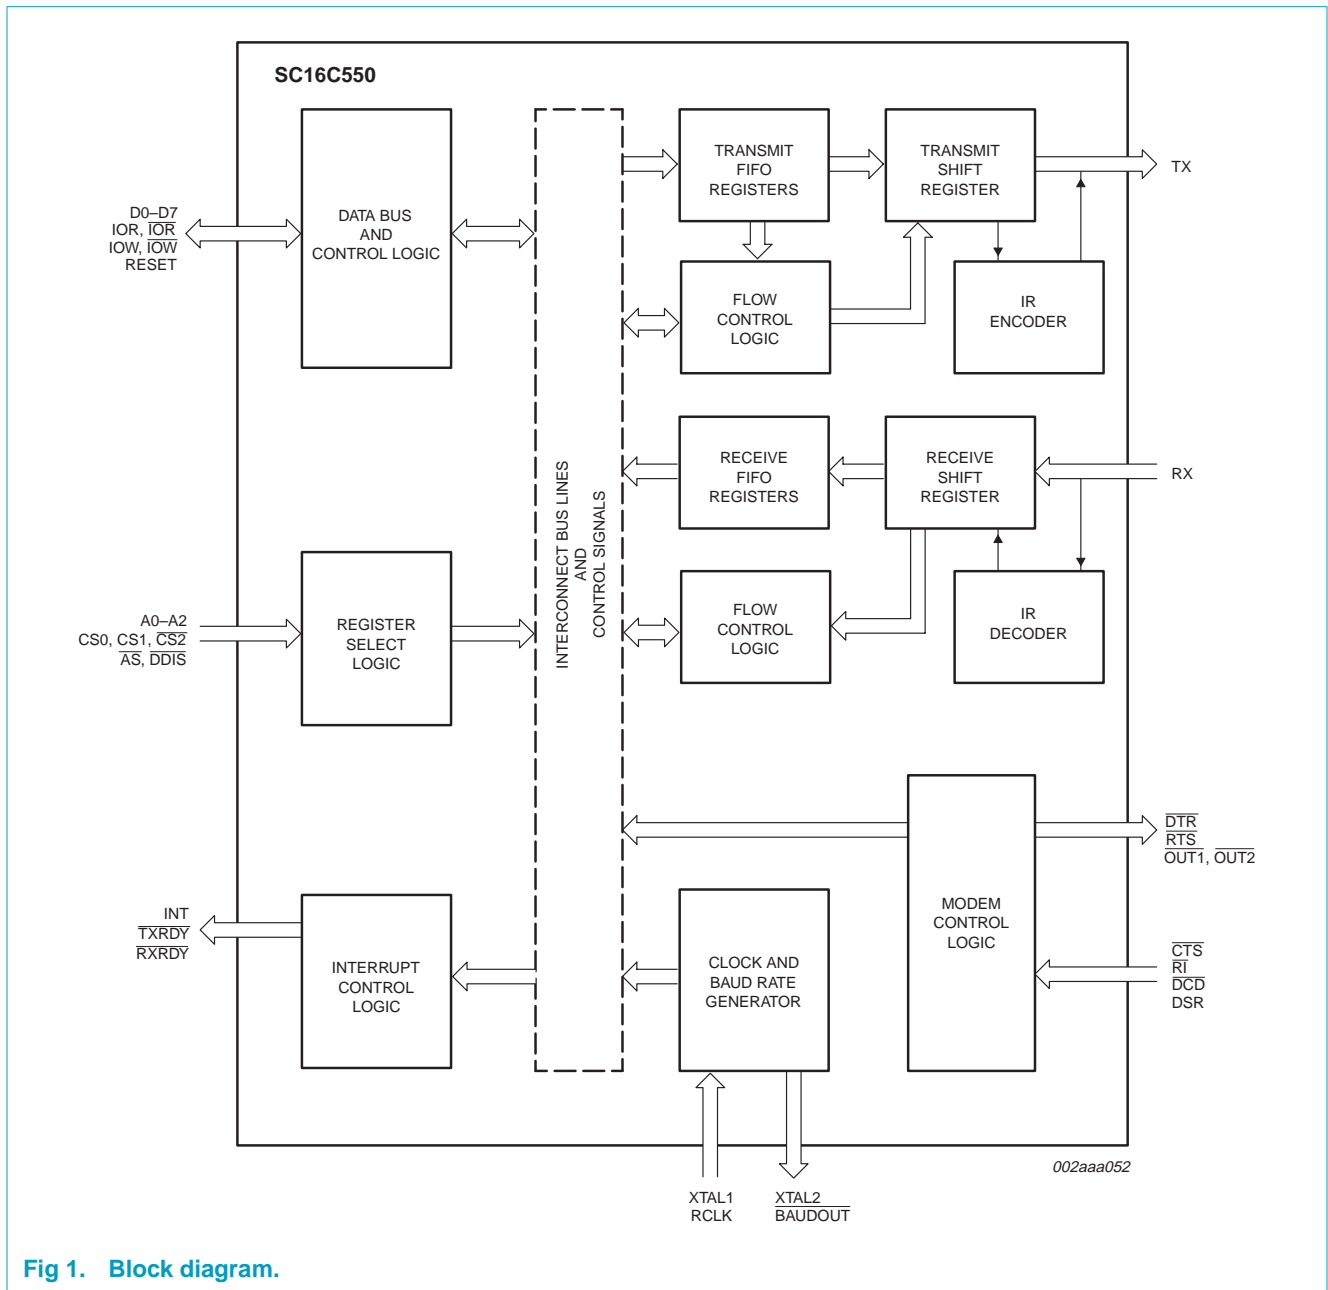 SC16C550
D0–D7
IOR, IOR
IOW, IOW
RESET
DATA BUS
AND
CONTROL LOGIC
TRANSMIT
FIFO
REGISTERS
TRANSMIT
SHIFT
REGISTER
TX
FLOW
CONTROL
LOGIC
IR
ENCODER
INTERCONNECT BUS LINES
AND
CONTROL SIGNALS
RECEIVE
FIFO
REGISTERS
RECEIVE
SHIFT
REGISTER
RX
A0–A2
CS0, CS1, CS2
AS, DDIS
REGISTER
SELECT
LOGIC
FLOW
CONTROL
LOGIC
IR
DECODER
DTR
RTS
OUT1, OUT2
MODEM
CONTROL
LOGIC
INT
TXRDY
RXRDY
INTERRUPT
CONTROL
LOGIC
CLOCK AND
BAUD RATE
GENERATOR
CTS
RI
DCD
DSR
XTAL1
RCLK
XTAL2
BAUDOUT
002aaa052
Fig 1. Block diagram.